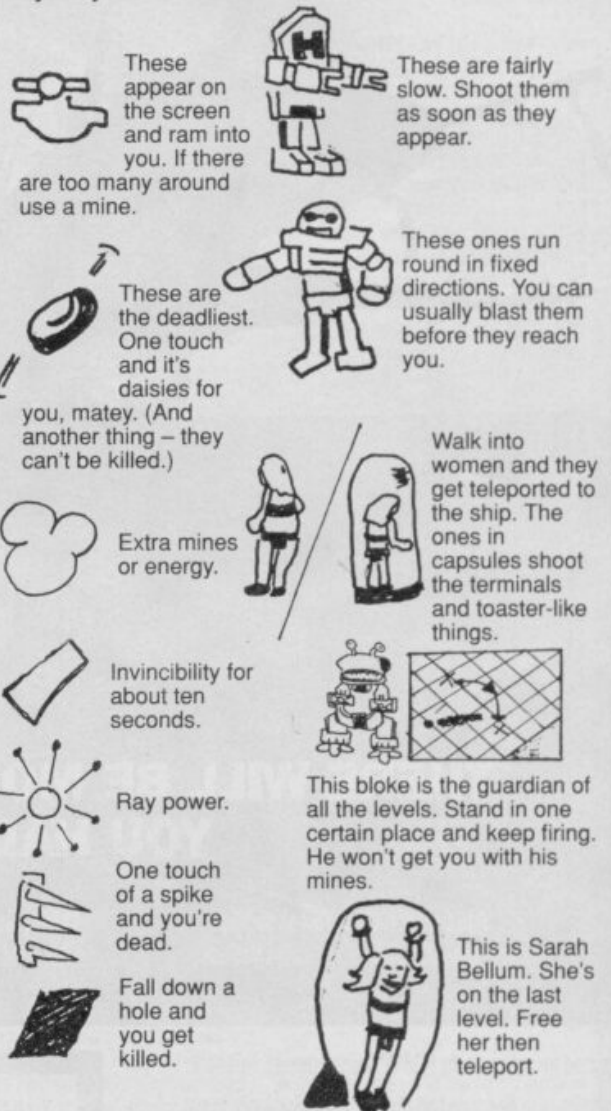 These
appear on
the screen
and ram into
you. If there
are too many around
use a mine.
H
These are fairly
slow. Shoot them
as soon as they
appear.
These are
the deadliest.
One touch
and it's
daisies for
you, matey. (And
another thing – they
can't be killed.)
These ones run
round in fixed
directions. You can
usually blast them
before they reach
you.
Extra mines
or energy.
Walk into
women and they
get teleported to
the ship. The
ones in
capsules shoot
the terminals
and toaster-like
things.
Invincibility for
about ten
seconds.
Ray power.
This bloke is the guardian of
all the levels. Stand in one
certain place and keep firing.
He won't get you with his
mines.
One touch
of a spike
and you're
dead.
Fall down a
hole and
you get
killed.
This is Sarah
Bellum. She's
on the last
level. Free
her then
teleport.